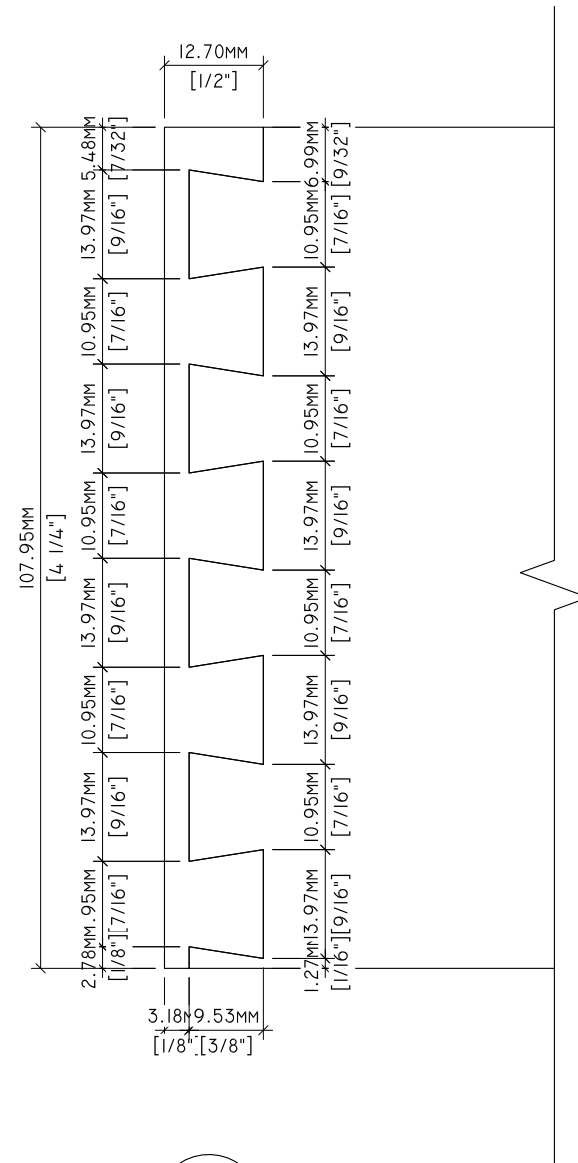 12.70MM
[1/2"]
5.48MM
[7/32"]
13.97MM
[9/16"]
10.95MM
[7/16"]
13.97MM
[9/16"]
10.95MM
[7/16"]
13.97MM
[9/16"]
10.95MM
[7/16"]
13.97MM
[9/16"]
.95MM
[7/16"]
2.78MM
[1/8"]
107.95MM
[4 1/4"]
6.99MM
[9/32"]
10.95MM
[7/16"]
13.97MM
[9/16"]
10.95MM
[7/16"]
13.97MM
[9/16"]
10.95MM
[7/16"]
13.97MM
[9/16"]
10.95MM
[7/16"]
13.97MM
[9/16"]
[1/16"]
9.53MM
[1/8"]
[3/8"]